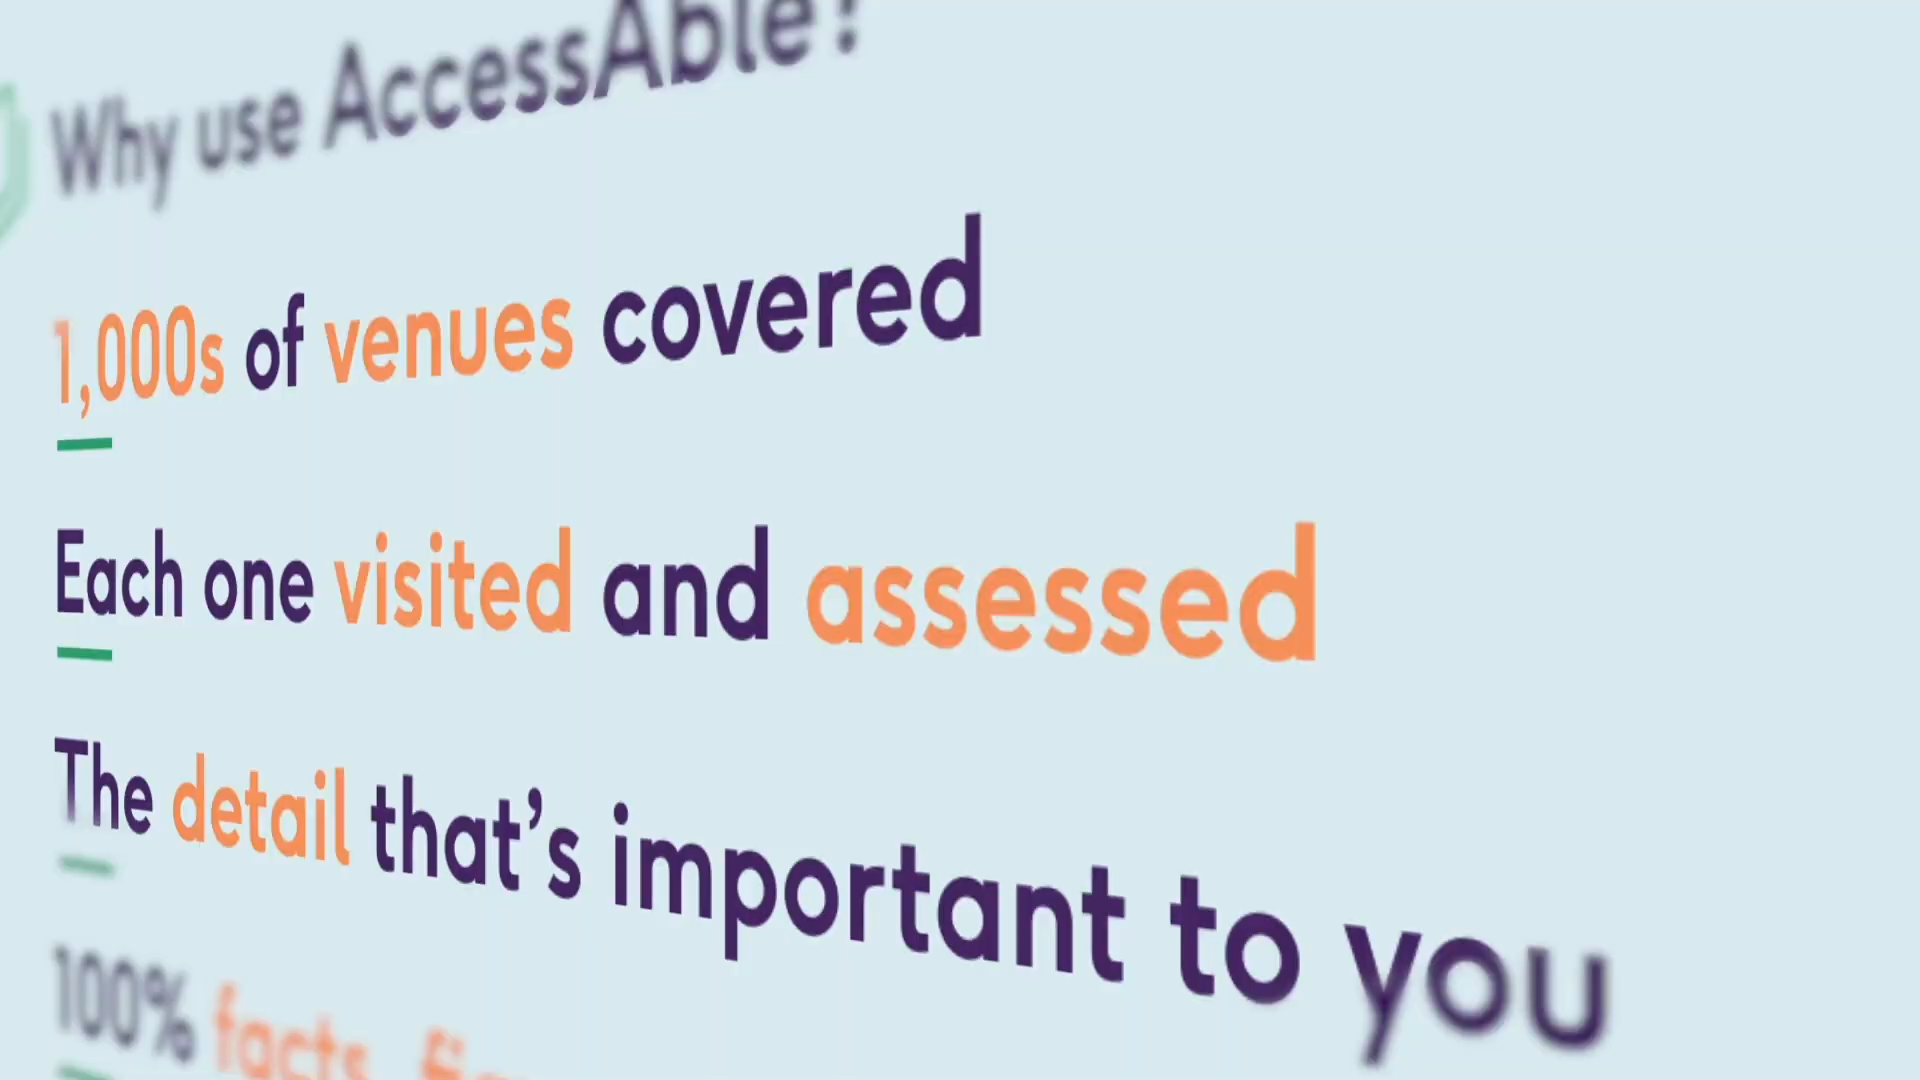 Why use AccessAble?
1,000s of venues covered
Each one visited and assessed
The detail that’s important to you
100% facts,